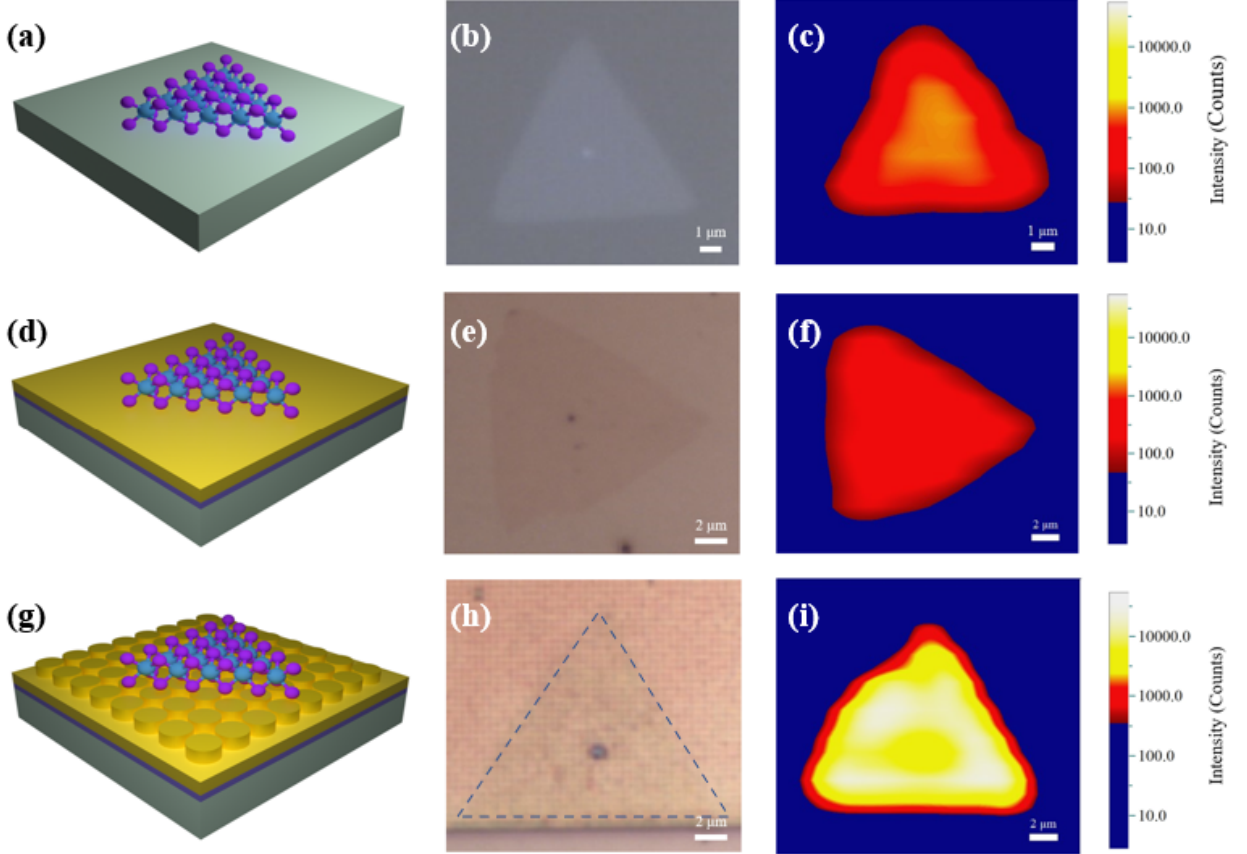 (a)
(b)
1 μm
(c)
1 μm
10000.0
1000.0
100.0
10.0
Intensity (Counts)
(d)
(e)
2 μm
(f)
2 μm
10000.0
1000.0
100.0
10.0
Intensity (Counts)
(g)
(h)
2 μm
(i)
2 μm
10000.0
1000.0
100.0
10.0
Intensity (Counts)